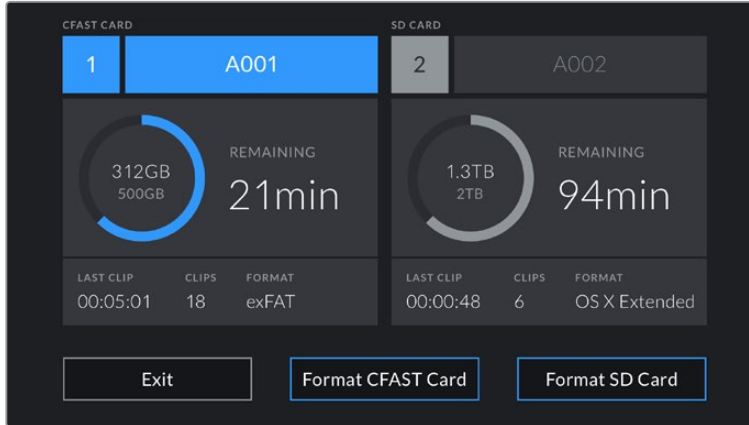 CFAST CARD
1 A001
312GB
500GB
REMAINING
21min
LAST CLIP CLIPS FORMAT
00:05:01 18 exFAT
SD CARD
2 A002
1.3TB
2TB
REMAINING
94min
LAST CLIP CLIPS FORMAT
00:00:48 6 OS X Extended
Exit Format CFAST Card Format SD Card